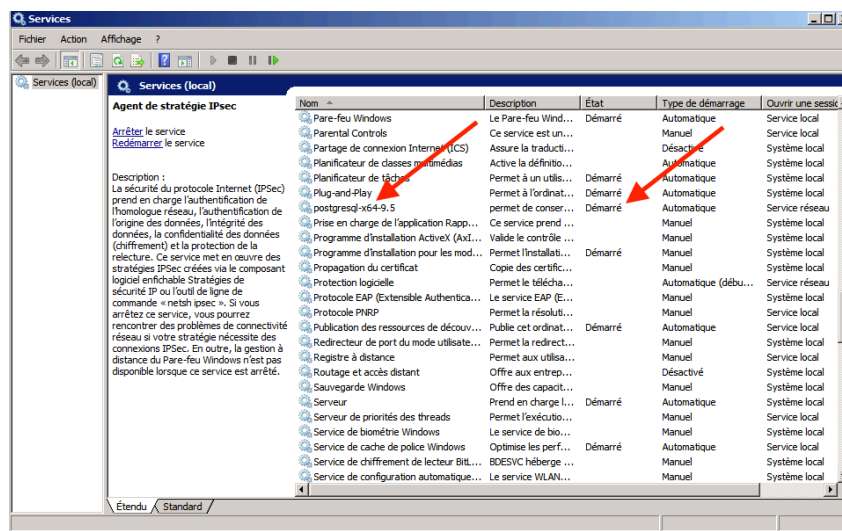 Services
Fichier Action Affichage ?
Services (local)
Services (local)
Agent de stratégie IPsec
Arrêter le service
Redémarrer le service
Description :
La sécurité du protocole Internet (IPSec)
prend en charge l'authentification de
l'homologue réseau, l'authentification de
l'origine des données, l'intégrité des
données, la confidentialité des données
(chiffrement) et la protection de la
relecture. Ce service met en œuvre des
stratégies IPSec créées via le composant
logiciel enfichable Stratégies de
sécurité IP ou l'outil de ligne de
commande « netsh ipsec ». Si vous
arrêtez ce service, vous pourrez
rencontrer des problèmes de connectivité
réseau si votre stratégie nécessite des
connexions IPSec. En outre, la gestion à
distance du Pare-feu Windows n'est pas
disponible lorsque ce service est arrêté.
Nom Description État Type de démarrage Ouvrir une sessio
Pare-feu Windows Le Pare-feu Wind... Démarré Automatique Service local
Parental Controls Ce service est un... Manuel Service local
Partage de connexion Internet (ICS) Assure la traducti... Désactivé Système local
Planificateur de classes multimédias Active la définitio... Automatique Système local
Planificateur de tâches Permet à un utilis... Démarré Automatique Système local
Plug-and-Play Permet à l'ordinat... Démarré Automatique Système local
postgresql-x64-9.5 permet de conser... Démarré Automatique Service réseau
Prise en charge de l'application Rapp... Ce service prend ... Manuel Système local
Programme d'installation ActiveX (AxI... Valide le contrôle ... Manuel Système local
Programme d'installation pour les mod... Permet l'installati... Démarré Manuel Système local
Propagation du certificat Copie des certific... Manuel Système local
Protection logicielle Permet le télécha... Automatique (débu... Service réseau
Protocole EAP (Extensible Authentica... Le service EAP (E... Manuel Système local
Protocole PNRP Permet la résoluti... Manuel Service local
Publication des ressources de découv... Publie cet ordinat... Démarré Automatique Service local
Redirecteur de port du mode utilisate... Permet la redirect... Manuel Système local
Registre à distance Permet aux utilisa... Manuel Service local
Routage et accès distant Offre aux entrep... Désactivé Système local
Sauvegarde Windows Offre des capacit... Manuel Système local
Serveur Prend en charge l... Démarré Automatique Système local
Serveur de priorités des threads Permet l'exécutio... Manuel Service local
Service de biométrie Windows Le service de bio... Manuel Système local
Service de cache de police Windows Optimise les perf... Démarré Automatique Service local
Service de chiffrement de lecteur BitL... BDESVC héberge ... Manuel Système local
Service de configuration automatique... Le service WLAN... Manuel Système local
Étendu Standard